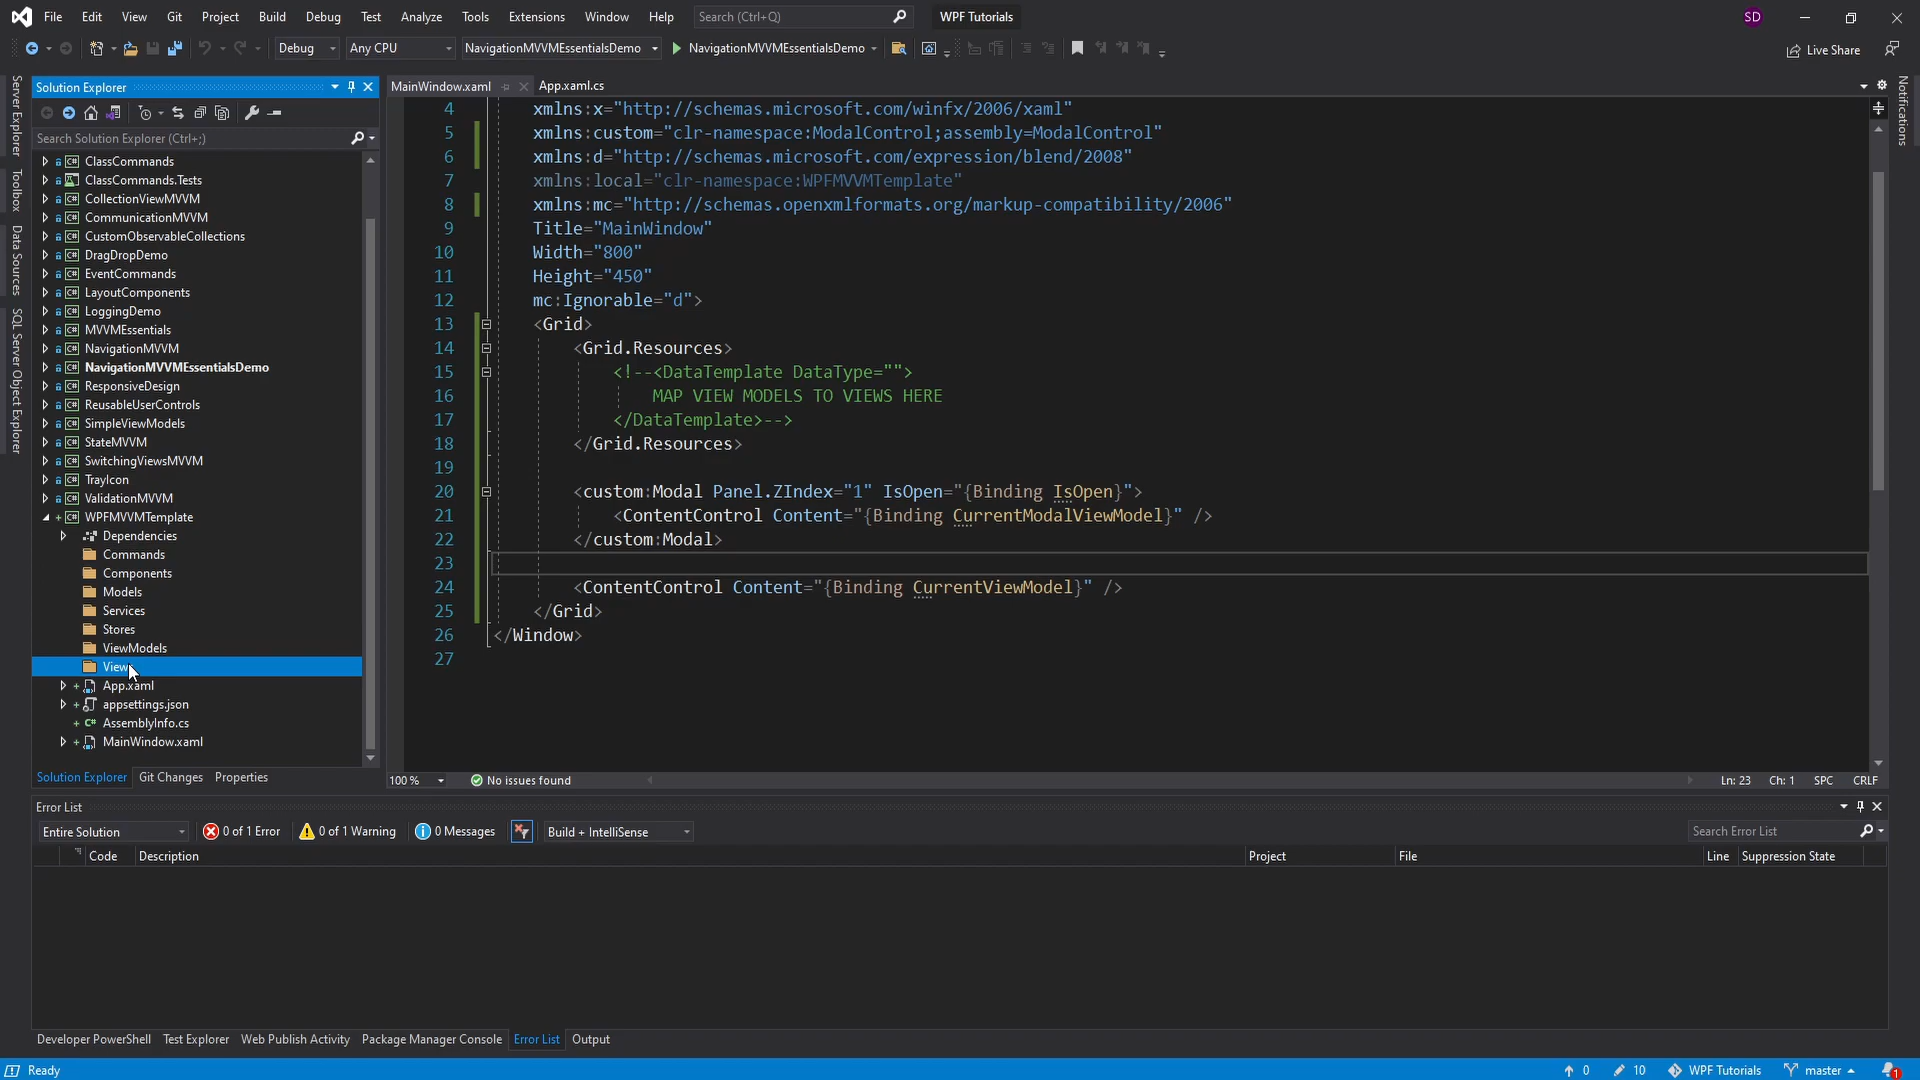 File Edit View Git Project Build Debug Test Analyze Tools Extensions Window Help Search (Ctrl+Q) WPF Tutorials SD
Debug Any CPU NavigationMVVMEssentialsDemo NavigationMVVMEssentialsDemo Live Share
Server Explorer
Toolbox
Data Sources
SQL Server Object Explorer
Solution Explorer
Search Solution Explorer (Ctrl+;)
ClassCommands
ClassCommands.Tests
CollectionViewMVVM
CommunicationMVVM
CustomObservableCollections
DragDropDemo
EventCommands
LayoutComponents
LoggingDemo
MVVMEssentials
NavigationMVVM
NavigationMVVMEssentialsDemo
ResponsiveDesign
ReusableUserControls
SimpleViewModels
StateMVVM
SwitchingViewsMVVM
TrayIcon
ValidationMVVM
WPFMVVMTemplate
Dependencies
Commands
Components
Models
Services
Stores
ViewModels
Views
App.xaml
appsettings.json
AssemblyInfo.cs
MainWindow.xaml
Solution Explorer Git Changes Properties
MainWindow.xaml App.xaml.cs
4 xmlns:x="http://schemas.microsoft.com/winfx/2006/xaml"
5 xmlns:custom="clr-namespace:ModalControl;assembly=ModalControl"
6 xmlns:d="http://schemas.microsoft.com/expression/blend/2008"
7 xmlns:local="clr-namespace:WPFMVVMTemplate"
8 xmlns:mc="http://schemas.openxmlformats.org/markup-compatibility/2006"
9 Title="MainWindow"
10 Width="800"
11 Height="450"
12 mc:Ignorable="d">
13 <Grid>
14 <Grid.Resources>
15 <!--<DataTemplate DataType="">
16 MAP VIEW MODELS TO VIEWS HERE
17 </DataTemplate>-->
18 </Grid.Resources>
19
20 <custom:Modal Panel.ZIndex="1" IsOpen="{Binding IsOpen}">
21 <ContentControl Content="{Binding CurrentModalViewModel}" />
22 </custom:Modal>
23
24 <ContentControl Content="{Binding CurrentViewModel}" />
25 </Grid>
26 </Window>
27
100 % No issues found Ln: 23 Ch: 1 SPC CRLF
Notifications
Error List
Entire Solution 0 of 1 Error 0 of 1 Warning 0 Messages Build + IntelliSense Search Error List
Code Description Project File Line Suppression State
Developer PowerShell Test Explorer Web Publish Activity Package Manager Console Error List Output
Ready 0 10 WPF Tutorials master 1